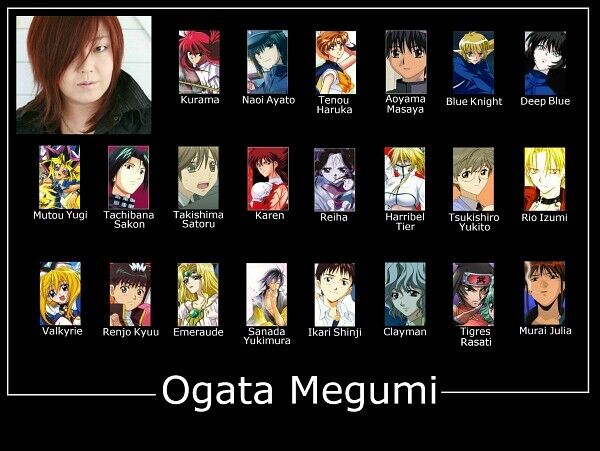 Kurama
Naoi Ayato
Tenou
Haruka
Aoyama
Masaya
Blue Knight
Deep Blue
Mutou Yugi
Tachibana
Sakon
Takishima
Satoru
Karen
Reiha
Harribel
Tier
Tsukishiro
Yukito
Rio Izumi
Valkyrie
Renjo Kyuu
Emeraude
Sanada
Yukimura
Ikari Shinji
Clayman
Tigres
Rasati
Murai Julia
Ogata Megumi